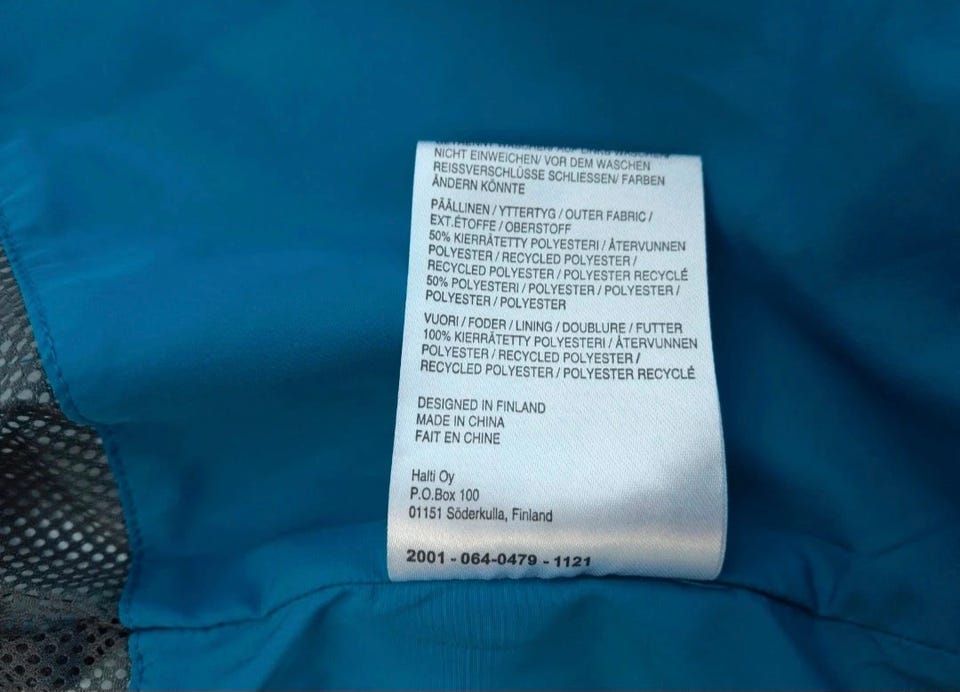 NICHT EINWEICHEN/ VOR DEM WASCHEN
REISSVERSCHLÜSSE SCHLIESSEN/ FARBEN
ÄNDERN KÖNNTE
PÄÄLLINEN / YTTERTYG / OUTER FABRIC /
EXT.ÉTOFFE / OBERSTOFF
50% KIERRÄTETTY POLYESTERI / ÅTERVUNNEN
POLYESTER / RECYCLED POLYESTER /
RECYCLED POLYESTER / POLYESTER RECYCLÉ
50% POLYESTERI / POLYESTER / POLYESTER /
POLYESTER / POLYESTER
VUORI / FODER / LINING / DOUBLURE / FUTTER
100% KIERRÄTETTY POLYESTERI / ÅTERVUNNEN
POLYESTER / RECYCLED POLYESTER /
RECYCLED POLYESTER / POLYESTER RECYCLÉ
DESIGNED IN FINLAND
MADE IN CHINA
FAIT EN CHINE
Halti Oy
P.O.Box 100
01151 Söderkulla, Finland
2001 - 064-0479 - 1121